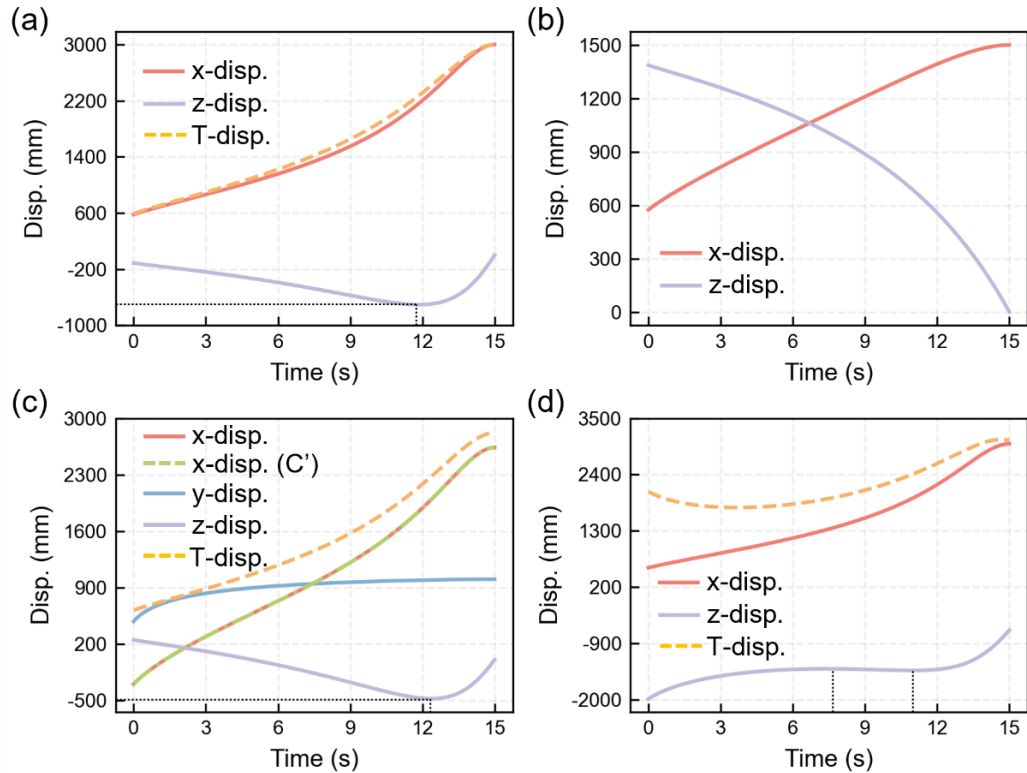 (a)
Disp. (mm)
3000
2200
1400
600
-200
-1000
x-disp.
z-disp.
T-disp.
0 3 6 9 12 15
Time (s)
(b)
Disp. (mm)
1500
1200
900
600
300
0
x-disp.
z-disp.
0 3 6 9 12 15
Time (s)
(c)
Disp. (mm)
3000
2300
1600
900
200
-500
x-disp.
x-disp. (C’)
y-disp.
z-disp.
T-disp.
0 3 6 9 12 15
Time (s)
(d)
Disp. (mm)
3500
2400
1300
200
-900
-2000
x-disp.
z-disp.
T-disp.
0 3 6 9 12 15
Time (s)